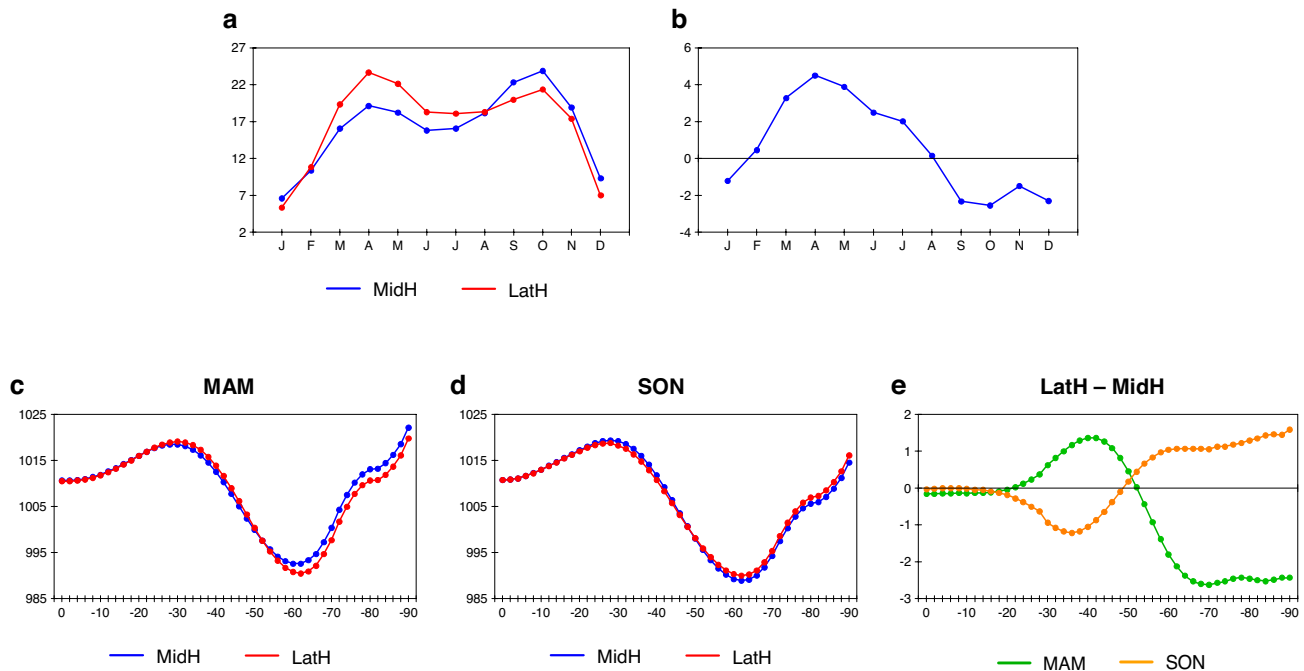 a
27
22
17
12
7
2
J F M A M J J A S O N D
MidH LatH
b
6
4
2
0
-2
-4
J F M A M J J A S O N D
c MAM
1025
1015
1005
995
985
0 -10 -20 -30 -40 -50 -60 -70 -80 -90
MidH LatH
d SON
1025
1015
1005
995
985
0 -10 -20 -30 -40 -50 -60 -70 -80 -90
MidH LatH
e LatH – MidH
2
1
0
-1
-2
-3
0 -10 -20 -30 -40 -50 -60 -70 -80 -90
MAM SON